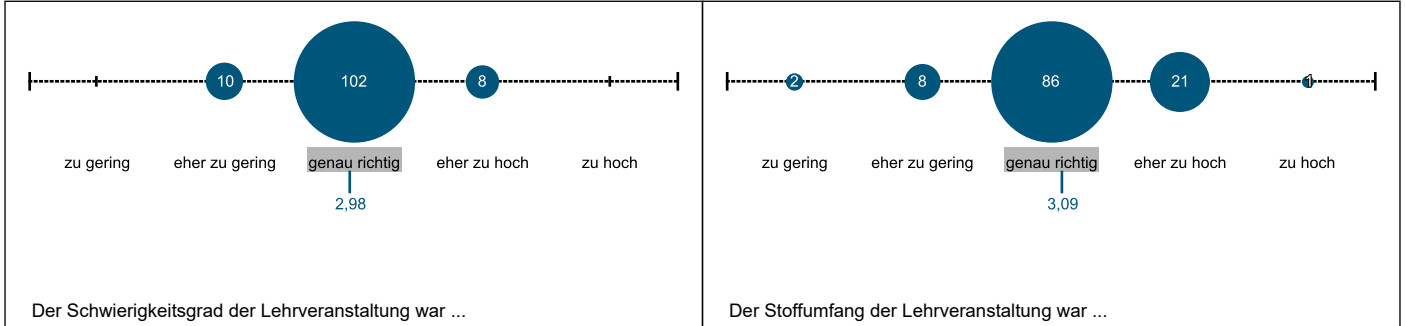 10 102 8
zu gering eher zu gering genau richtig eher zu hoch zu hoch
2,98
Der Schwierigkeitsgrad der Lehrveranstaltung war ...
2 8 86 21 1
zu gering eher zu gering genau richtig eher zu hoch zu hoch
3,09
Der Stoffumfang der Lehrveranstaltung war ...